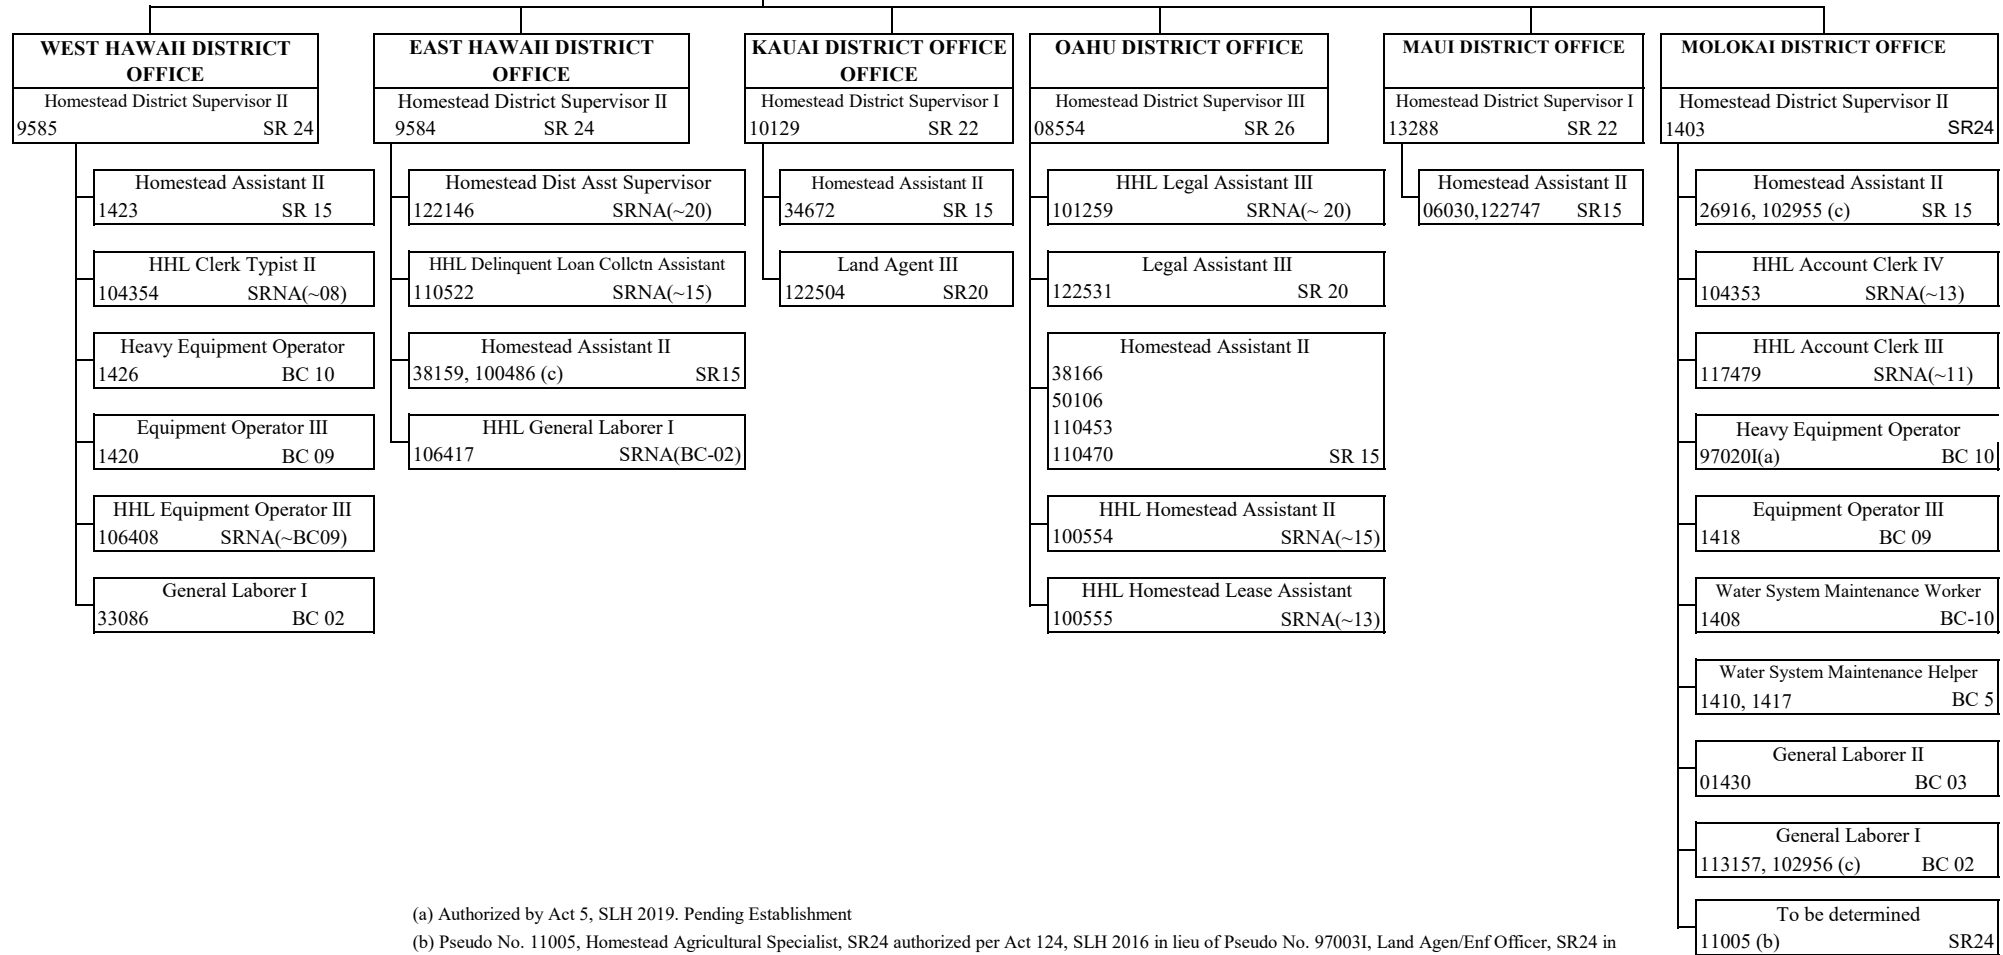 WEST HAWAII DISTRICT
OFFICE
Homestead District Supervisor II
9585 SR 24
Homestead Assistant II
1423 SR 15
HHL Clerk Typist II
104354 SRNA(~08)
Heavy Equipment Operator
1426 BC 10
Equipment Operator III
1420 BC 09
HHL Equipment Operator III
106408 SRNA(~BC09)
General Laborer I
33086 BC 02
EAST HAWAII DISTRICT
OFFICE
Homestead District Supervisor II
9584 SR 24
Homestead Dist Asst Supervisor
122146 SRNA(~20)
HHL Delinquent Loan Collctn Assistant
110522 SRNA(~15)
Homestead Assistant II
38159, 100486 (c) SR15
HHL General Laborer I
106417 SRNA(BC-02)
KAUAI DISTRICT OFFICE
OFFICE
Homestead District Supervisor I
10129 SR 22
Homestead Assistant II
34672 SR 15
Land Agent III
122504 SR20
OAHU DISTRICT OFFICE
Homestead District Supervisor III
08554 SR 26
HHL Legal Assistant III
101259 SRNA(~ 20)
Legal Assistant III
122531 SR 20
Homestead Assistant II
38166
50106
110453
110470 SR 15
HHL Homestead Assistant II
100554 SRNA(~15)
HHL Homestead Lease Assistant
100555 SRNA(~13)
MAUI DISTRICT OFFICE
Homestead District Supervisor I
13288 SR 22
Homestead Assistant II
06030,122747 SR15
MOLOKAI DISTRICT OFFICE
Homestead District Supervisor II
1403 SR24
Homestead Assistant II
26916, 102955 (c) SR 15
HHL Account Clerk IV
104353 SRNA(~13)
HHL Account Clerk III
117479 SRNA(~11)
Heavy Equipment Operator
97020I(a) BC 10
Equipment Operator III
1418 BC 09
Water System Maintenance Worker
1408 BC-10
Water System Maintenance Helper
1410, 1417 BC 5
General Laborer II
01430 BC 03
General Laborer I
113157, 102956 (c) BC 02
To be determined
11005 (b) SR24
(a) Authorized by Act 5, SLH 2019. Pending Establishment
(b) Pseudo No. 11005, Homestead Agricultural Specialist, SR24 authorized per Act 124, SLH 2016 in lieu of Pseudo No. 97003I, Land Agen/Enf Officer, SR24 in